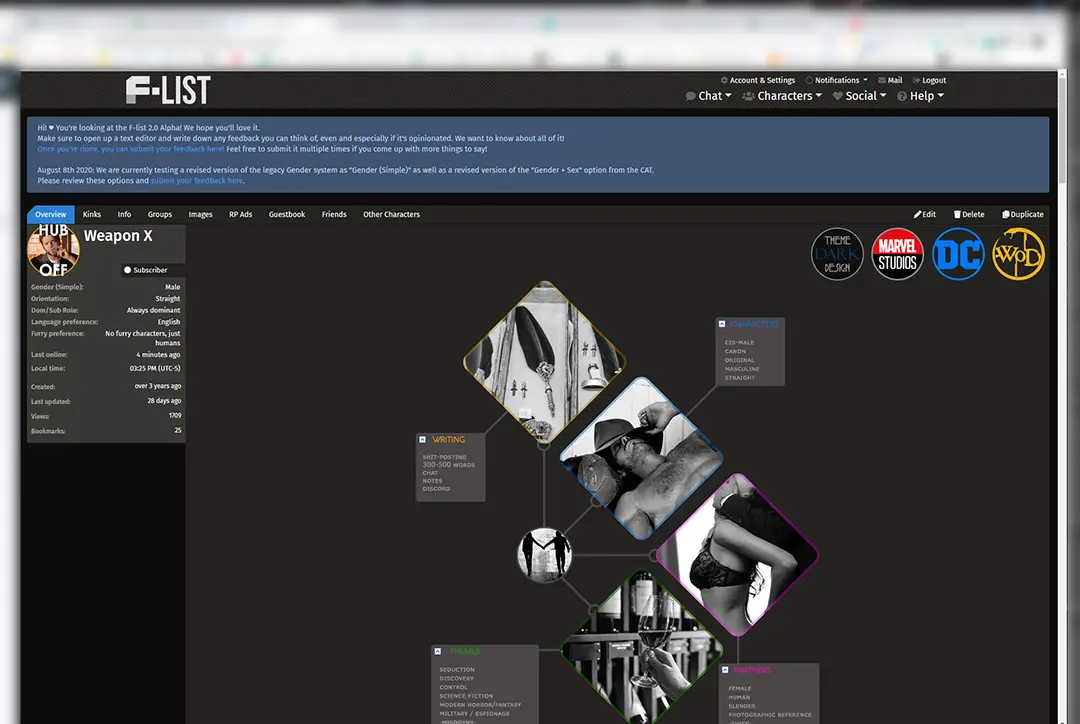 F-LIST
Account & Settings
Notifications
Mail
Logout
Chat
Characters
Social
Help
Hi! ♥ You're looking at the F-list 2.0 Alpha! We hope you'll love it.
Make sure to open up a text editor and write down any feedback you can think of, even and especially if it's opinionated. We want to know about all of it!
Once you're done, you can submit your feedback here! Feel free to submit it multiple times if you come up with more things to say!
August 8th 2020: We are currently testing a revised version of the legacy Gender system as "Gender (Simple)" as well as a revised version of the "Gender + Sex" option from the CAT.
Please review these options and submit your feedback here.
Overview
Kinks
Info
Groups
Images
RP Ads
Guestbook
Friends
Other Characters
Edit
Delete
Duplicate
HUB
OFF
Weapon X
Subscriber
Gender (Simple): Male
Orientation: Straight
Dom/Sub Role: Always dominant
Language preference: English
Furry preference: No furry characters, just
humans
Last online: 4 minutes ago
Local time: 03:25 PM (UTC-5)
Created: over 3 years ago
Last updated: 28 days ago
Views: 1709
Bookmarks: 25
THEME
DARK
DESIGN
MARVEL
STUDIOS
DC
WoD
CHARACTERS
CIS-MALE
CANON
ORIGINAL
MASCULINE
STRAIGHT
WRITING
SHIT-POSTING
300-500 WORDS
CHAT
NOTES
DISCORD
THEMES
SEDUCTION
DISCOVERY
CONTROL
SCIENCE FICTION
MODERN HORROR/FANTASY
MILITARY / ESPIONAGE
MISOGYNY
PARTNERS
FEMALE
HUMAN
SLENDER
PHOTOGRAPHIC REFERENCE